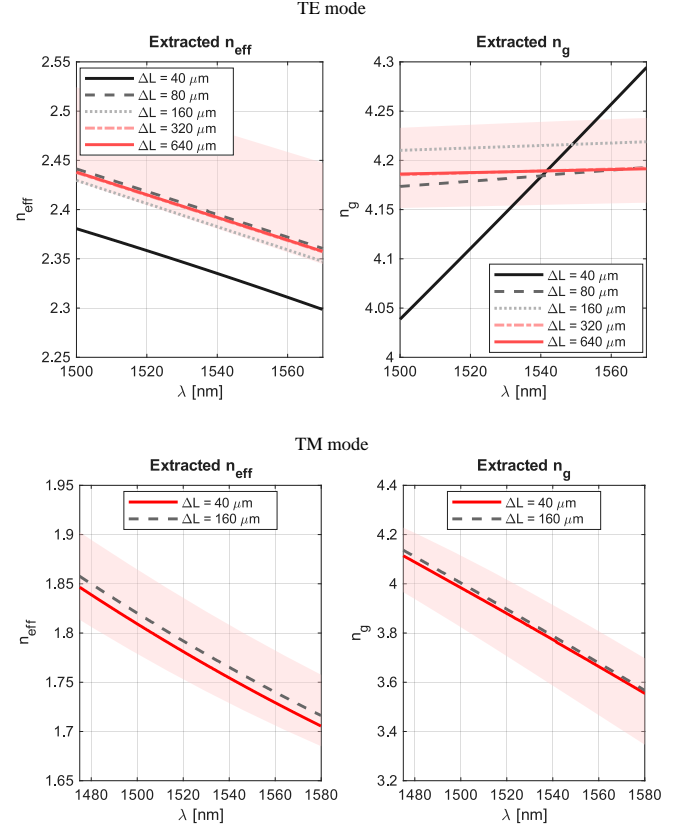 TE mode
Extracted n_eff
Extracted n_g
2.55
2.5
2.45
2.4
2.35
2.3
2.25
n_eff
ΔL = 40 μm
ΔL = 80 μm
ΔL = 160 μm
ΔL = 320 μm
ΔL = 640 μm
1500 1520 1540 1560
λ [nm]
4.3
4.25
4.2
4.15
4.1
4.05
4
n_g
ΔL = 40 μm
ΔL = 80 μm
ΔL = 160 μm
ΔL = 320 μm
ΔL = 640 μm
1500 1520 1540 1560
λ [nm]
TM mode
Extracted n_eff
Extracted n_g
1.95
1.9
1.85
1.8
1.75
1.7
1.65
n_eff
ΔL = 40 μm
ΔL = 160 μm
1480 1500 1520 1540 1560 1580
λ [nm]
4.4
4.2
4
3.8
3.6
3.4
3.2
n_g
ΔL = 40 μm
ΔL = 160 μm
1480 1500 1520 1540 1560 1580
λ [nm]